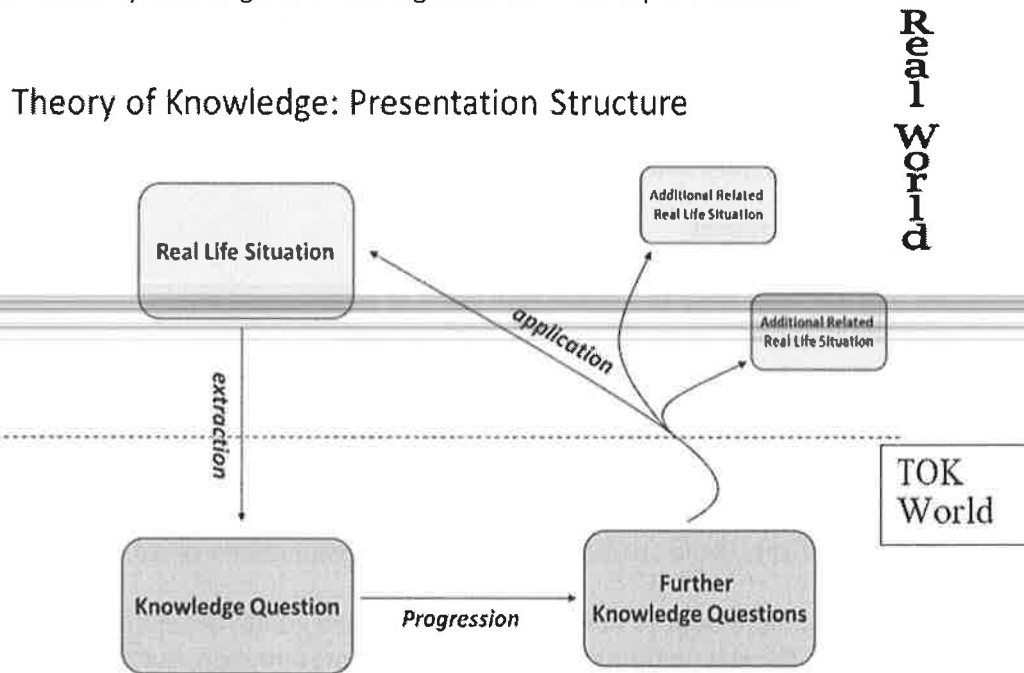 Theory of Knowledge: Presentation Structure
Real World
Real Life Situation
Additional Related
Real Life Situation
Additional Related
Real Life Situation
application
extraction
TOK
World
Knowledge Question
Progression
Further
Knowledge Questions